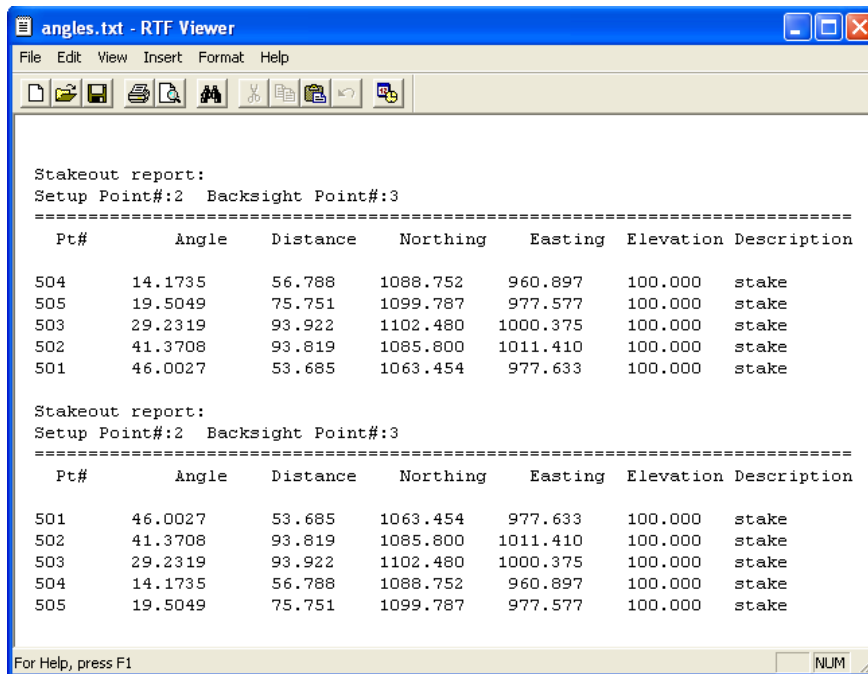 angles.txt - RTF Viewer
File Edit View Insert Format Help
Stakeout report:
Setup Point#:2 Backsight Point#:3
==============================================================================
Pt# Angle Distance Northing Easting Elevation Description
504 14.1735 56.788 1088.752 960.897 100.000 stake
505 19.5049 75.751 1099.787 977.577 100.000 stake
503 29.2319 93.922 1102.480 1000.375 100.000 stake
502 41.3708 93.819 1085.800 1011.410 100.000 stake
501 46.0027 53.685 1063.454 977.633 100.000 stake
Stakeout report:
Setup Point#:2 Backsight Point#:3
==============================================================================
Pt# Angle Distance Northing Easting Elevation Description
501 46.0027 53.685 1063.454 977.633 100.000 stake
502 41.3708 93.819 1085.800 1011.410 100.000 stake
503 29.2319 93.922 1102.480 1000.375 100.000 stake
504 14.1735 56.788 1088.752 960.897 100.000 stake
505 19.5049 75.751 1099.787 977.577 100.000 stake
For Help, press F1 NUM